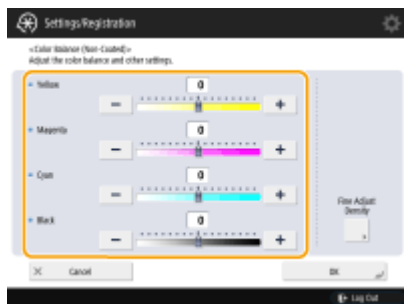 Settings/Registration
<Color Balance (Non-Coated)>
Adjust the color balance and other settings.
Yellow
0
− +
Magenta
0
− +
Cyan
0
− +
Black
0
− +
Fine Adjust
Density
Cancel
OK
Log Out